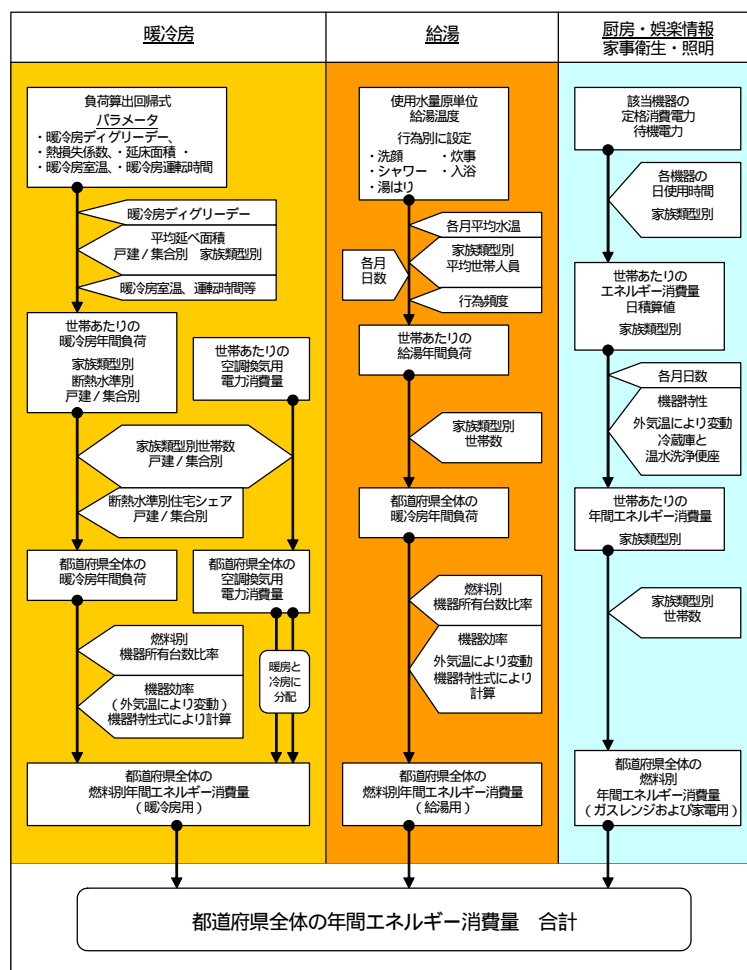 暖冷房
負荷算出回帰式
パラメータ
・暖冷房ディグリーデー、
・熱損失係数、・延床面積・
・暖冷房室温、・暖冷房運転時間
暖冷房ディグリーデー
平均延べ面積
戸建/集合別　家族類型別
暖冷房室温、運転時間等
世帯あたりの
暖冷房年間負荷
家族類型別
断熱水準別
戸建/集合別
世帯あたりの
空調換気用
電力消費量
家族類型別世帯数
戸建/集合別
断熱水準別住宅シェア
戸建/集合別
都道府県全体の
暖冷房年間負荷
都道府県全体の
空調換気用
電力消費量
燃料別
機器所有台数比率
暖房と
冷房に
分配
機器効率
(外気温により変動)
機器特性式により計算
都道府県全体の
燃料別年間エネルギー消費量
(暖冷房用)
給湯
使用水量原単位
給湯温度
行為別に設定
・洗顔　・炊事
・シャワー　・入浴
・湯はり
各月平均水温
各月
日数
家族類型別
平均世帯人員
行為頻度
世帯あたりの
給湯年間負荷
家族類型別
世帯数
都道府県全体の
暖冷房年間負荷
燃料別
機器所有台数比率
機器効率
外気温により変動
機器特性式により
計算
都道府県全体の
燃料別年間エネルギー消費量
(給湯用)
厨房・娯楽情報
家事衛生・照明
該当機器の
定格消費電力
待機電力
各機器の
日使用時間
家族類型別
世帯あたりの
エネルギー消費量
日積算値
家族類型別
各月日数
機器特性
外気温により変動
冷蔵庫と
温水洗浄便座
世帯あたりの
年間エネルギー消費量
家族類型別
家族類型別
世帯数
都道府県全体の
燃料別
年間エネルギー消費量
(ガスレンジおよび家電用)
都道府県全体の年間エネルギー消費量　合計